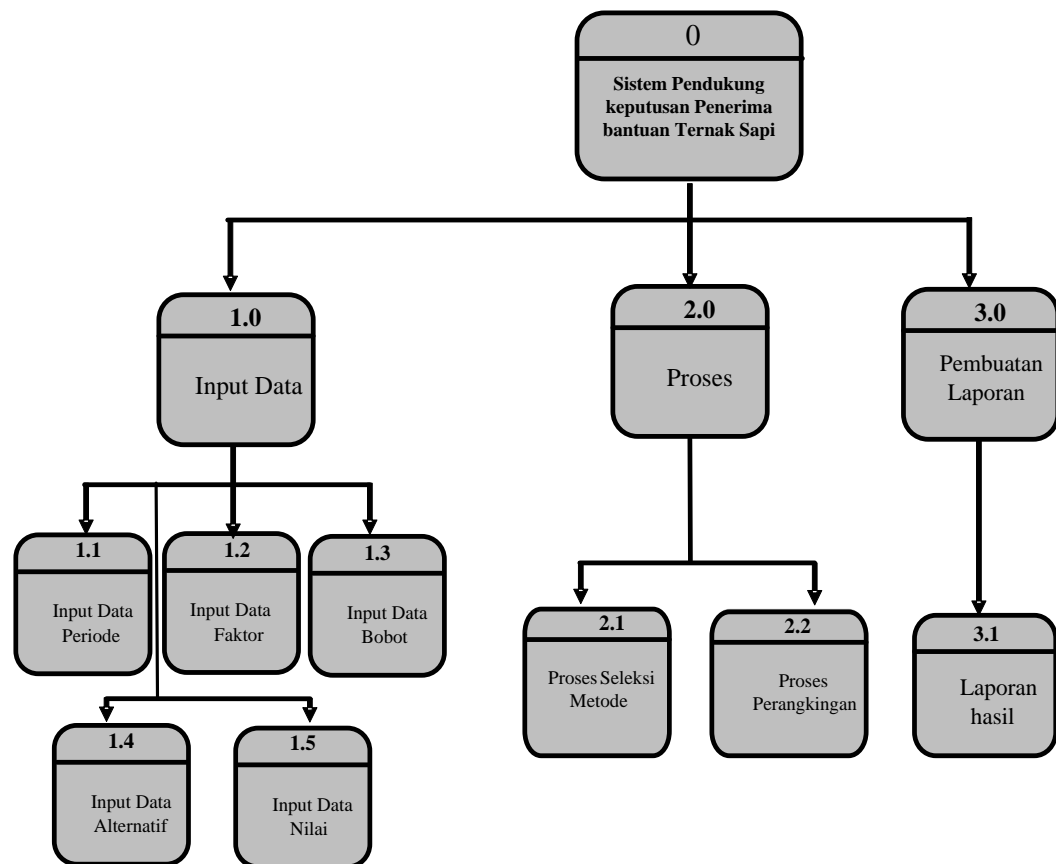 0
Sistem Pendukung
keputusan Penerima
bantuan Ternak Sapi
1.0
Input Data
2.0
Proses
3.0
Pembuatan
Laporan
1.1
Input Data
Periode
1.2
Input Data
Faktor
1.3
Input Data
Bobot
2.1
Proses Seleksi
Metode
2.2
Proses
Perangkingan
3.1
Laporan
hasil
1.4
Input Data
Alternatif
1.5
Input Data
Nilai